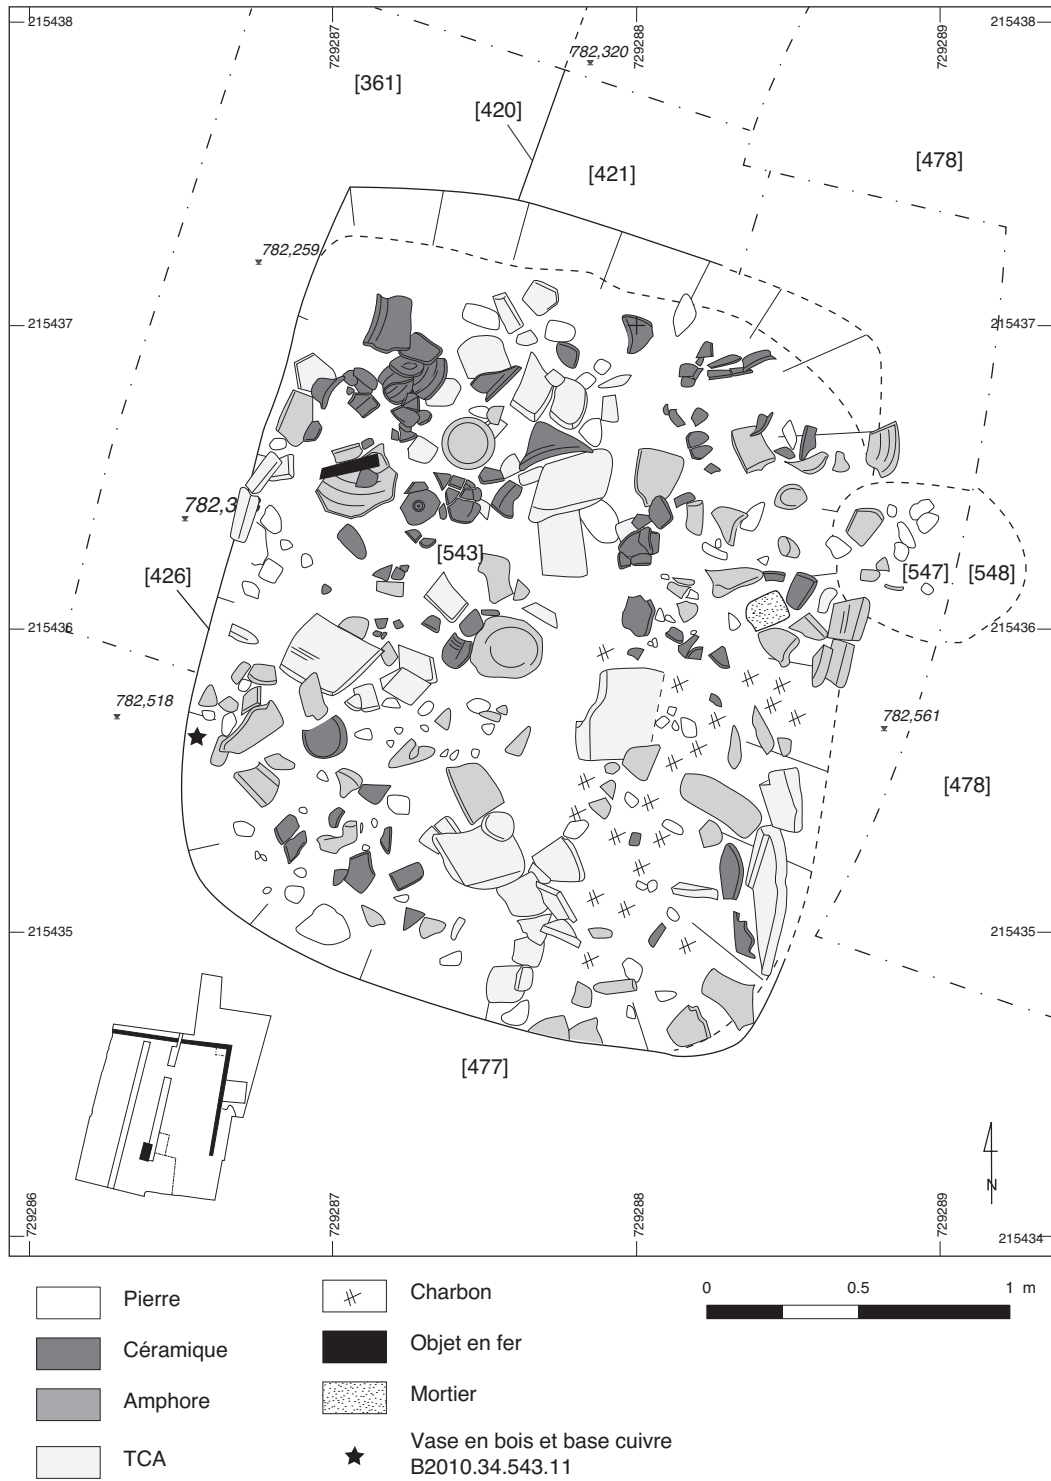 215438
729287
729288
729289
215438
782,320
[361]
[420]
[421]
[478]
782,259
215437
215437
[543]
[426]
[547]
[548]
215436
215436
782,518
782,561
[478]
215435
215435
[477]
N
729286
729287
729288
729289
215434
Pierre
Céramique
Amphore
TCA
Charbon
Objet en fer
Mortier
Vase en bois et base cuivre
B2010.34.543.11
0
0.5
1 m